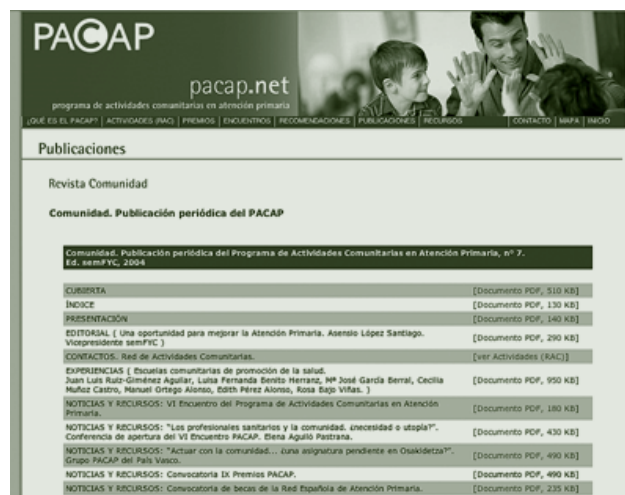 PACAP
pacap.net
programa de actividades comunitarias en atención primaria
¿QUÉ ES EL PACAP? | ACTIVIDADES (RAC) | PREMIOS | ENCUENTROS | RECOMENDACIONES | PUBLICACIONES | RECURSOS | CONTACTO | MAPA | INICIO
Publicaciones
Revista Comunidad
Comunidad. Publicación periódica del PACAP
Comunidad. Publicación periódica del Programa de Actividades Comunitarias en Atención Primaria, nº 7.
Ed. semFYC, 2004
CUBIERTA [Documento PDF, 510 KB]
ÍNDICE [Documento PDF, 130 KB]
PRESENTACIÓN [Documento PDF, 140 KB]
EDITORIAL ( Una oportunidad para mejorar la Atención Primaria. Asensio López Santiago.
Vicepresidente semFYC ) [Documento PDF, 290 KB]
CONTACTOS. Red de Actividades Comunitarias. [ver Actividades (RAC)]
EXPERIENCIAS ( Escuelas comunitarias de promoción de la salud.
Juan Luis Ruiz-Giménez Aguilar, Luisa Fernanda Benito Herranz, Mª José García Berral, Cecilia
Muñoz Castro, Manuel Ortego Alonso, Edith Pérez Alonso, Rosa Bajo Viñas. ) [Documento PDF, 950 KB]
NOTICIAS Y RECURSOS: VI Encuentro del Programa de Actividades Comunitarias en Atención
Primaria. [Documento PDF, 180 KB]
NOTICIAS Y RECURSOS: "Los profesionales sanitarios y la comunidad. ¿necesidad o utopía?".
Conferencia de apertura del VI Encuentro PACAP. Elena Aguiló Pastrana. [Documento PDF, 430 KB]
NOTICIAS Y RECURSOS: "Actuar con la comunidad... ¿una asignatura pendiente en Osakidetza?".
Grupo PACAP del País Vasco. [Documento PDF, 490 KB]
NOTICIAS Y RECURSOS: Convocatoria IX Premios PACAP. [Documento PDF, 490 KB]
NOTICIAS Y RECURSOS: Convocatoria de becas de la Red Española de Atención Primaria. [Documento PDF, 235 KB]